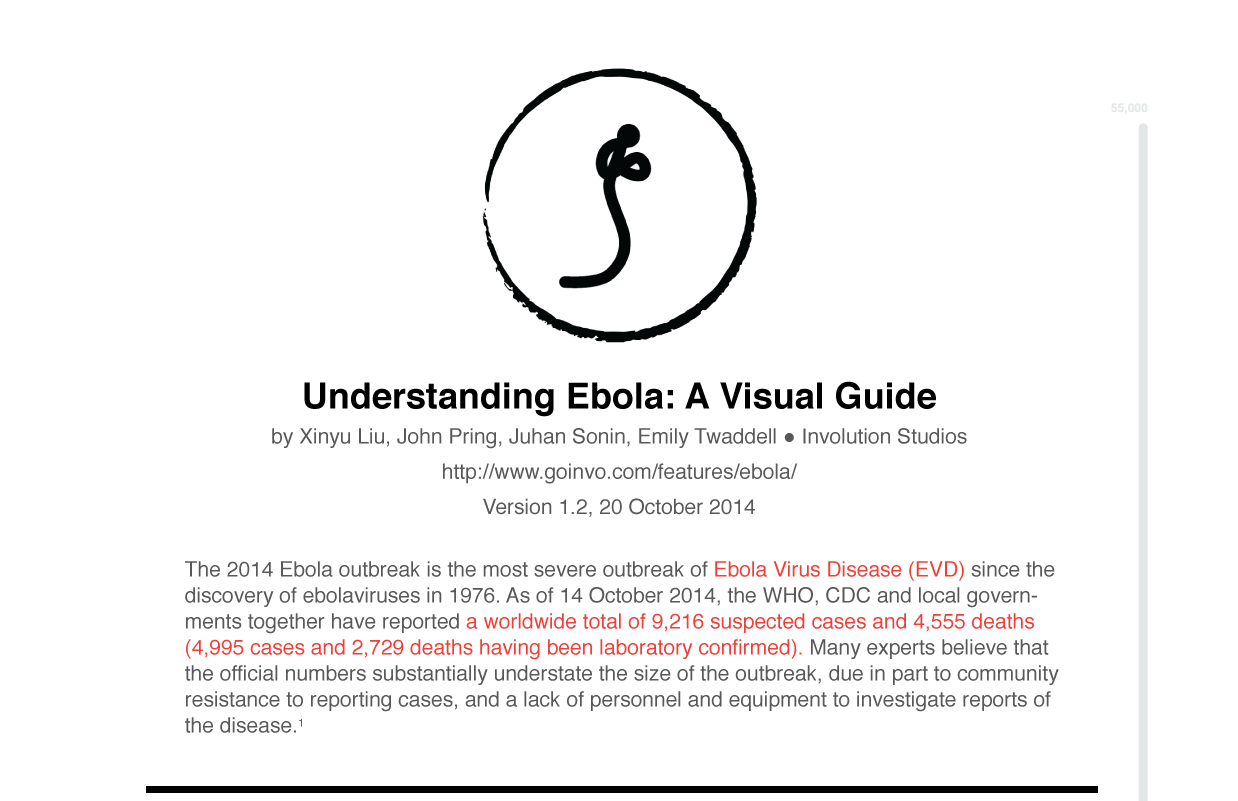 55,000
Understanding Ebola: A Visual Guide
by Xinyu Liu, John Pring, Juhan Sonin, Emily Twaddell ● Involution Studios
http://www.goinvo.com/features/ebola/
Version 1.2, 20 October 2014
The 2014 Ebola outbreak is the most severe outbreak of Ebola Virus Disease (EVD) since the
discovery of ebolaviruses in 1976. As of 14 October 2014, the WHO, CDC and local govern-
ments together have reported a worldwide total of 9,216 suspected cases and 4,555 deaths
(4,995 cases and 2,729 deaths having been laboratory confirmed). Many experts believe that
the official numbers substantially understate the size of the outbreak, due in part to community
resistance to reporting cases, and a lack of personnel and equipment to investigate reports of
the disease.¹